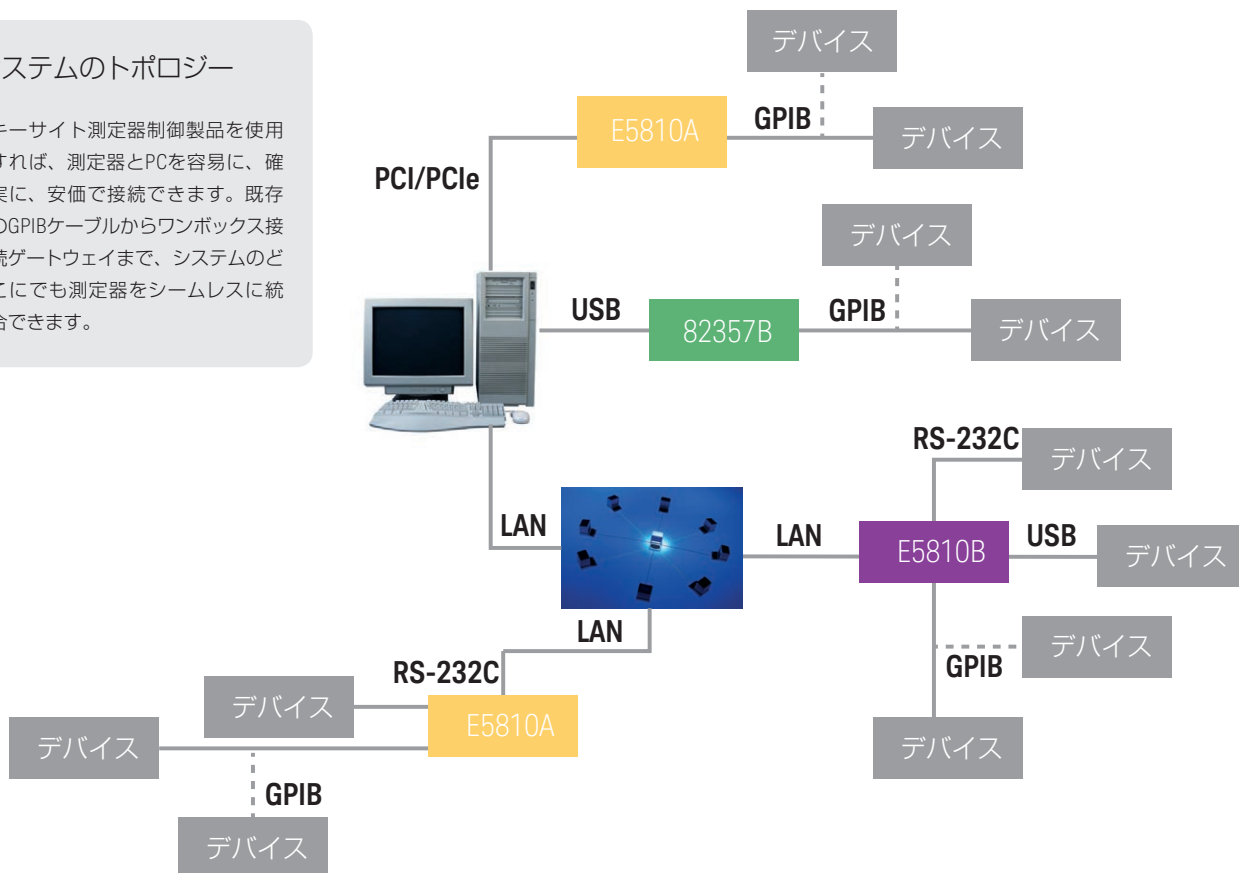 ステムのトポロジー
キーサイト測定器制御製品を使用
すれば、測定器とPCを容易に、確
実に、安価で接続できます。既存
のGPIBケーブルからワンボックス接
続ゲートウェイまで、システムのど
こにでも測定器をシームレスに統
合できます。
デバイス
E5810A
GPIB
デバイス
PCI/PCIe
デバイス
USB
82357B
GPIB
デバイス
RS-232C
デバイス
LAN
LAN
E5810B
USB
デバイス
LAN
デバイス
GPIB
RS-232C
デバイス
E5810A
デバイス
デバイス
GPIB
デバイス